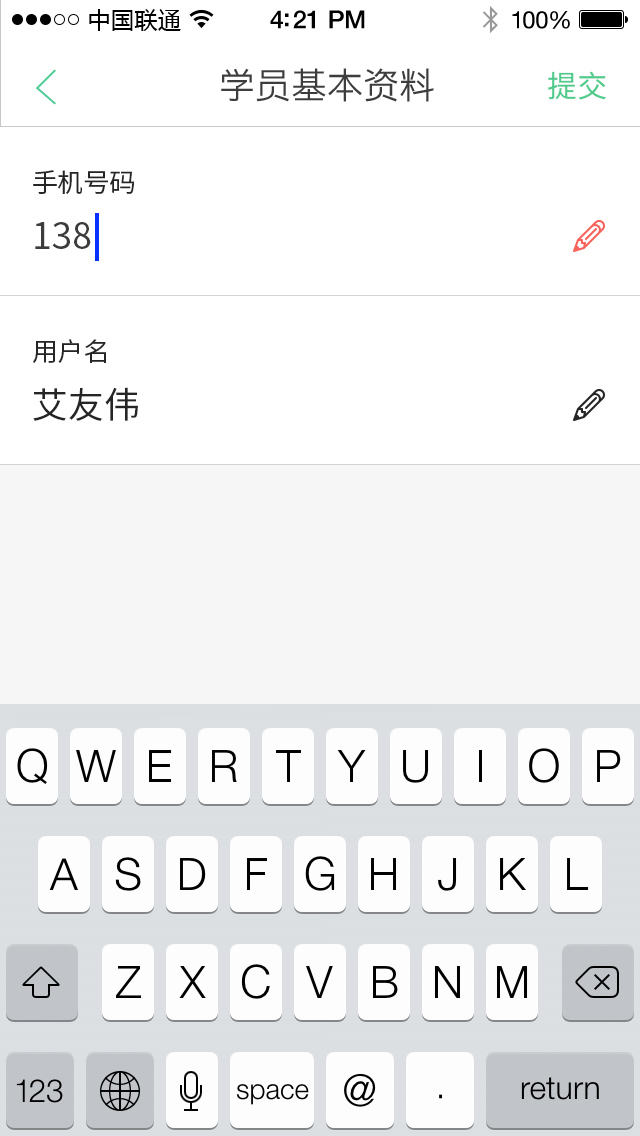 中国联通 4:21 PM 100%
学员基本资料 提交
手机号码
138
用户名
艾友伟
Q W E R T Y U I O P
A S D F G H J K L
Z X C V B N M
123 space @ . return